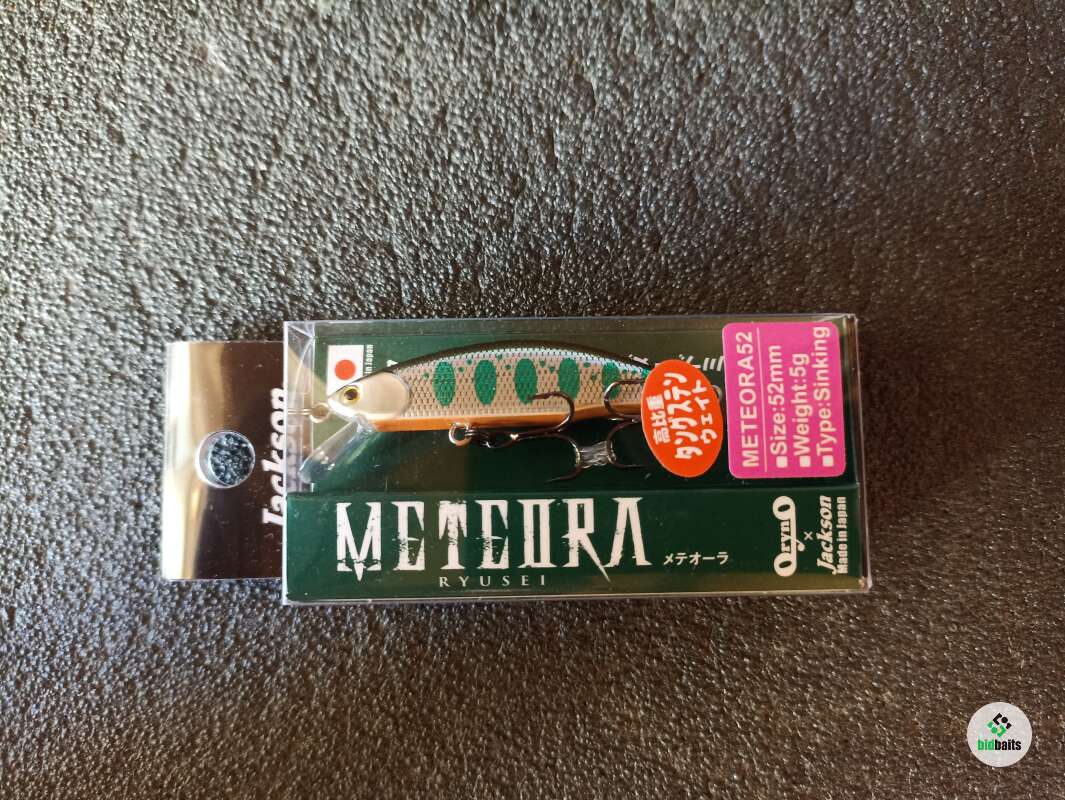 Jackson
in Japan
高比重
タングステン
ウェイト
METEORA52
■Size:52mm
■Weight:5g
■Type:Sinking
METEORA
RYUSEI
メテオーラ
QrynO
×
Jackson
Made in Japan
bidbaits